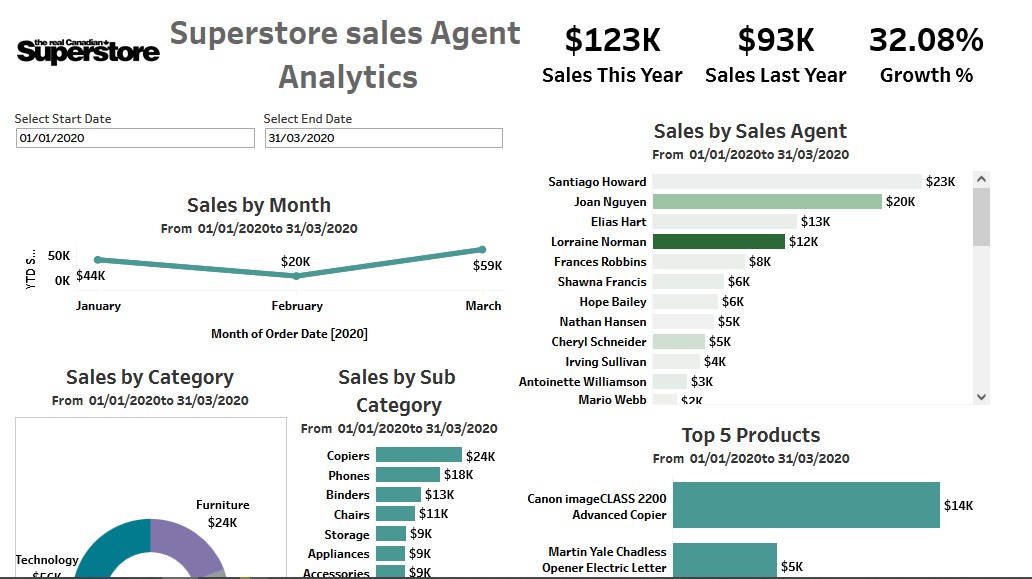 the real Canadian
Superstore
Superstore sales Agent
Analytics
$123K
Sales This Year
$93K
Sales Last Year
32.08%
Growth %
Select Start Date
01/01/2020
Select End Date
31/03/2020
Sales by Month
From 01/01/2020to 31/03/2020
YTD S...
50K
0K
$44K
$20K
$59K
January
February
March
Month of Order Date [2020]
Sales by Sales Agent
From 01/01/2020to 31/03/2020
Santiago Howard $23K
Joan Nguyen $20K
Elias Hart $13K
Lorraine Norman $12K
Frances Robbins $8K
Shawna Francis $6K
Hope Bailey $6K
Nathan Hansen $5K
Cheryl Schneider $5K
Irving Sullivan $4K
Antoinette Williamson $3K
Mario Webb $2K
Sales by Category
From 01/01/2020to 31/03/2020
Furniture
$24K
Technology
$56K
Sales by Sub
Category
From 01/01/2020to 31/03/2020
Copiers $24K
Phones $18K
Binders $13K
Chairs $11K
Storage $9K
Appliances $9K
Accessories $9K
Top 5 Products
From 01/01/2020to 31/03/2020
Canon imageCLASS 2200
Advanced Copier
$14K
Martin Yale Chadless
Opener Electric Letter
$5K